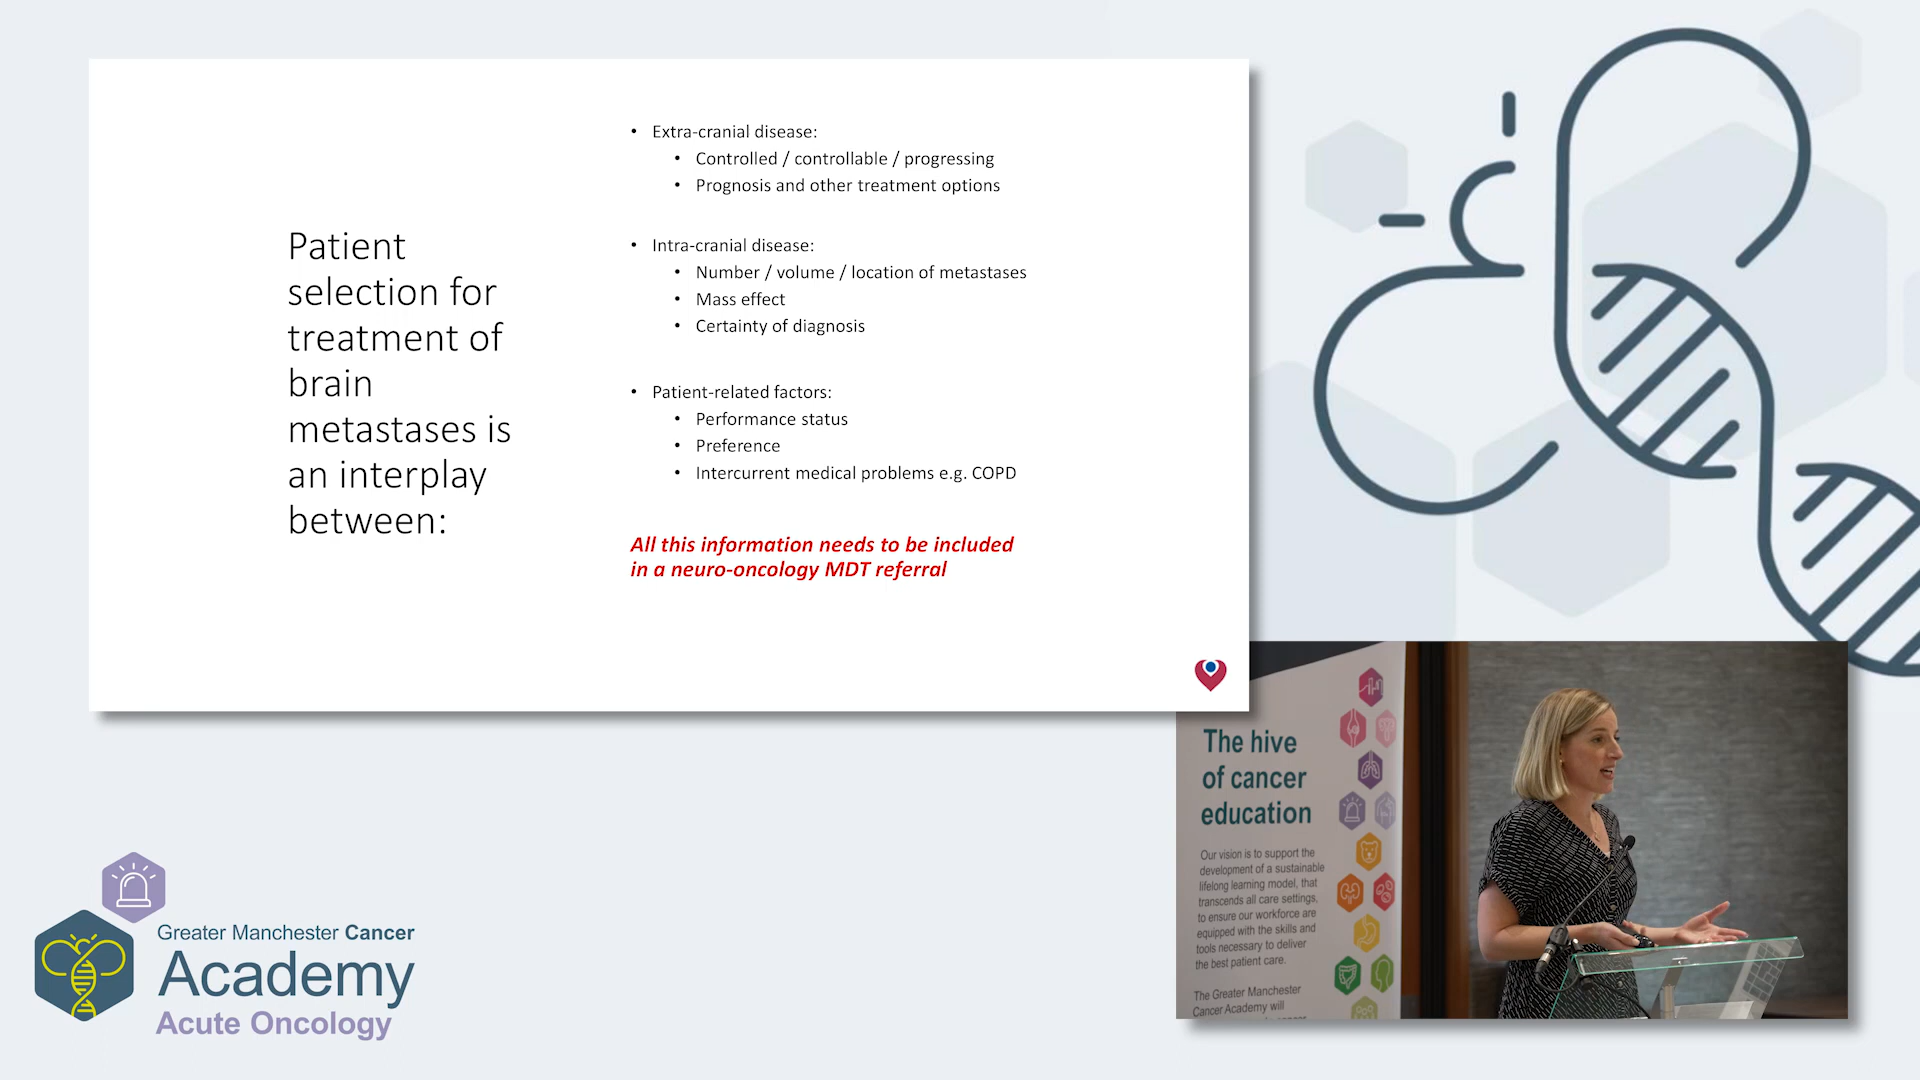 Patient
selection for
treatment of
brain
metastases is
an interplay
between:
• Extra-cranial disease:
• Controlled / controllable / progressing
• Prognosis and other treatment options
• Intra-cranial disease:
• Number / volume / location of metastases
• Mass effect
• Certainty of diagnosis
• Patient-related factors:
• Performance status
• Preference
• Intercurrent medical problems e.g. COPD
All this information needs to be included
in a neuro-oncology MDT referral
The hive
of cancer
education
Our vision is to support the
development of a sustainable
lifelong learning model, that
transcends all care settings,
to ensure our workforce are
equipped with the skills and
tools necessary to deliver
the best patient care.
The Greater Manchester
Cancer Academy will
Greater Manchester Cancer
Academy
Acute Oncology